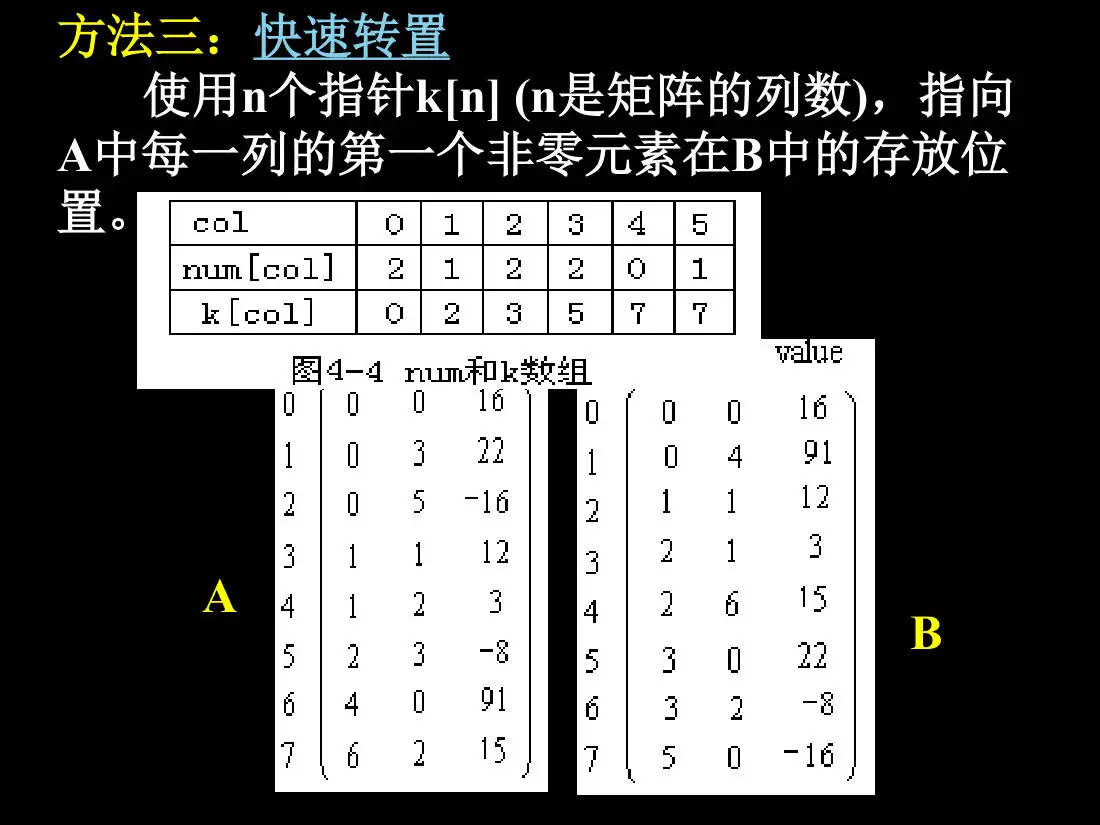 方法三：快速转置
使用n个指针k[n] (n是矩阵的列数)，指向
A中每一列的第一个非零元素在B中的存放位
置。
col 0 1 2 3 4 5
num[col] 2 1 2 2 0 1
k[col] 0 2 3 5 7 7
图4-4 num和k数组
0 0 0 16
1 0 3 22
2 0 5 -16
3 1 1 12
4 1 2 3
5 2 3 -8
6 4 0 91
7 6 2 15
A
value
0 0 0 16
1 0 4 91
2 1 1 12
3 2 1 3
4 2 6 15
5 3 0 22
6 3 2 -8
7 5 0 -16
B